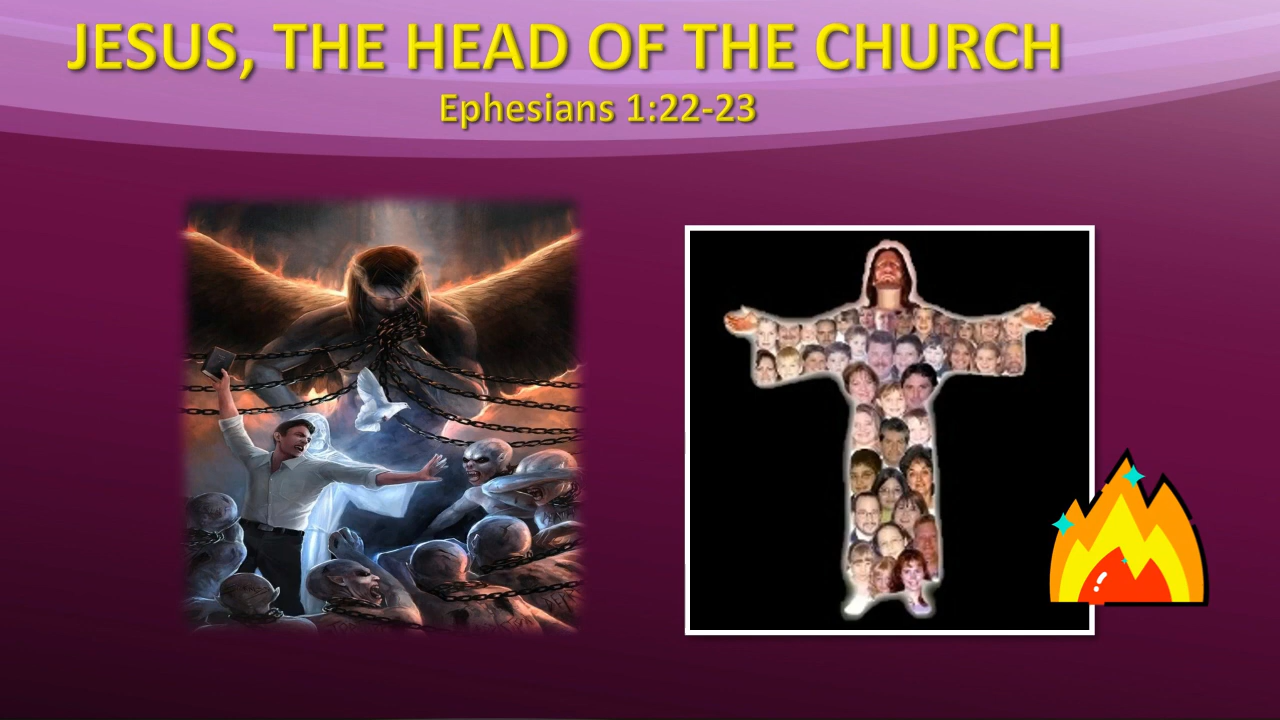 JESUS, THE HEAD OF THE CHURCH
Ephesians 1:22-23